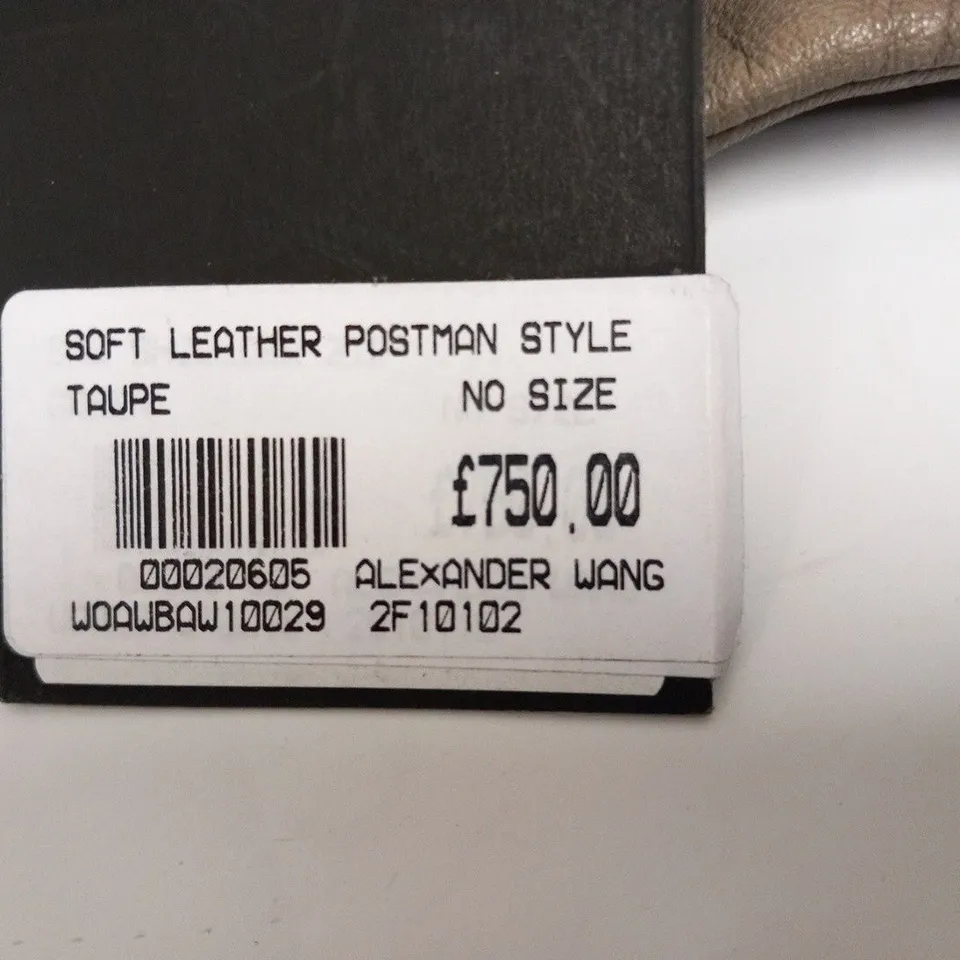 SOFT LEATHER POSTMAN STYLE
TAUPE NO SIZE
£750.00
00020605 ALEXANDER WANG
WOAWBAW10029 2F10102